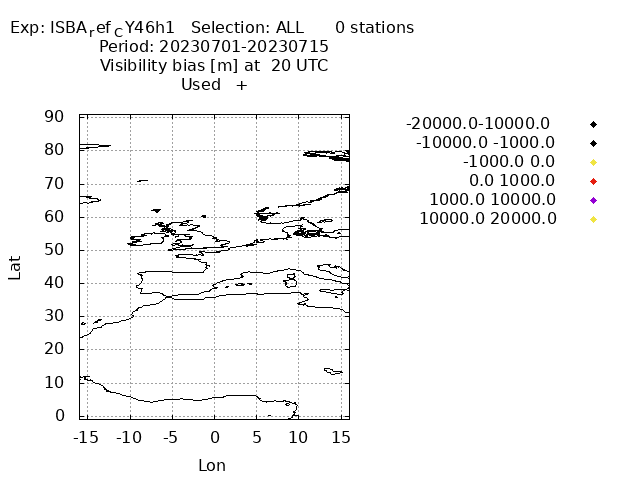 Exp: ISBAref CY46h1   Selection: ALL      0 stations
Period: 20230701-20230715
Visibility bias [m] at  20 UTC
Used   +
-20000.0-10000.0
-10000.0 -1000.0
-1000.0 0.0
0.0 1000.0
1000.0 10000.0
10000.0 20000.0
90
80
70
60
50
40
30
20
10
0
Lat
-15 -10 -5 0 5 10 15
Lon